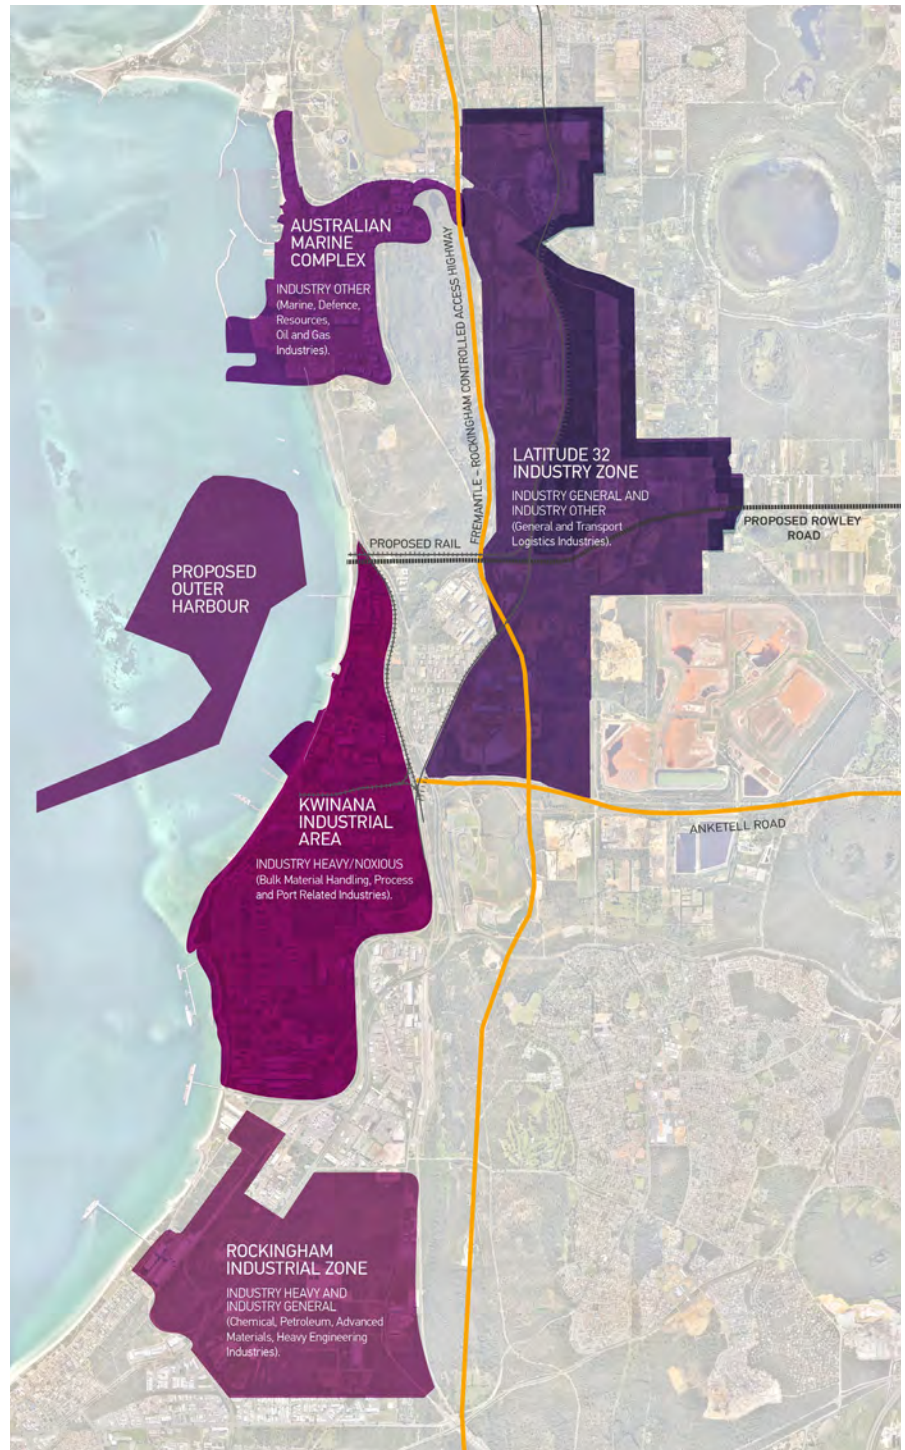 AUSTRALIAN
MARINE
COMPLEX
INDUSTRY OTHER
(Marine, Defence,
Resources,
Oil and Gas
Industries).
FREMANTLE – ROCKINGHAM CONTROLLED ACCESS HIGHWAY
LATITUDE 32
INDUSTRY ZONE
INDUSTRY GENERAL AND
INDUSTRY OTHER
(General and Transport
Logistics Industries).
PROPOSED ROWLEY
ROAD
PROPOSED RAIL
PROPOSED
OUTER
HARBOUR
KWINANA
INDUSTRIAL
AREA
INDUSTRY HEAVY/NOXIOUS
(Bulk Material Handling, Process
and Port Related Industries).
ANKETELL ROAD
ROCKINGHAM
INDUSTRIAL ZONE
INDUSTRY HEAVY AND
INDUSTRY GENERAL
(Chemical, Petroleum, Advanced
Materials, Heavy Engineering
Industries).